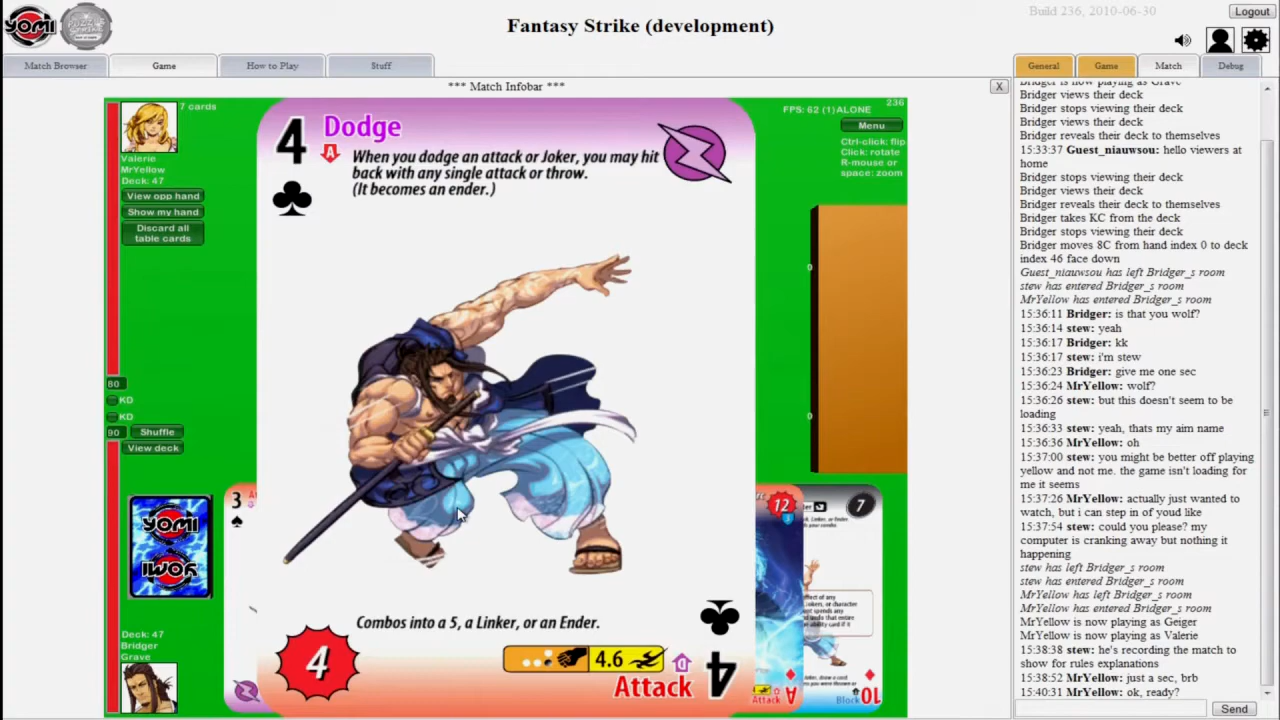 YOMI
PUZZLE
STRIKE
Fantasy Strike (development)
Build 236, 2010-06-30
Logout
Match Browser
Game
How to Play
Stuff
General
Game
Match
Debug
*** Match Infobar ***
X
7 cards
Valerie
MrYellow
Deck: 47
View opp hand
Show my hand
Discard all
table cards
80
KD
KD
90
Shuffle
View deck
YOMI
YOMI
Deck: 47
Bridger
Grave
3
4
Dodge
When you dodge an attack or Joker, you may hit
back with any single attack or throw.
(It becomes an ender.)
Combos into a 5, a Linker, or an Ender.
4
4.6
Attack
4
236
FPS: 62 (1)ALONE
Menu
Ctrl-click: flip
Click: rotate
R-mouse or
space: zoom
0
0
12
7
A
Attack
Block
10
Bridger is now playing as Grave
Bridger views their deck
Bridger stops viewing their deck
Bridger views their deck
Bridger reveals their deck to themselves
15:33:37 Guest_niauwsou: hello viewers at
home
Bridger stops viewing their deck
Bridger views their deck
Bridger reveals their deck to themselves
Bridger takes KC from the deck
Bridger stops viewing their deck
Bridger moves 8C from hand index 0 to deck
index 46 face down
Guest_niauwsou has left Bridger_s room
stew has entered Bridger_s room
MrYellow has entered Bridger_s room
15:36:11 Bridger: is that you wolf?
15:36:14 stew: yeah
15:36:17 Bridger: kk
15:36:17 stew: i'm stew
15:36:23 Bridger: give me one sec
15:36:24 MrYellow: wolf?
15:36:26 stew: but this doesn't seem to be
loading
15:36:33 stew: yeah, thats my aim name
15:36:36 MrYellow: oh
15:37:00 stew: you might be better off playing
yellow and not me. the game isn't loading for
me it seems
15:37:26 MrYellow: actually just wanted to
watch, but i can step in of youd like
15:37:54 stew: could you please? my
computer is cranking away but nothing it
happening
stew has left Bridger_s room
stew has entered Bridger_s room
MrYellow has left Bridger_s room
MrYellow has entered Bridger_s room
MrYellow is now playing as Geiger
MrYellow is now playing as Valerie
15:38:38 stew: he's recording the match to
show for rules explanations
15:38:52 MrYellow: just a sec, brb
15:40:31 MrYellow: ok, ready?
Send